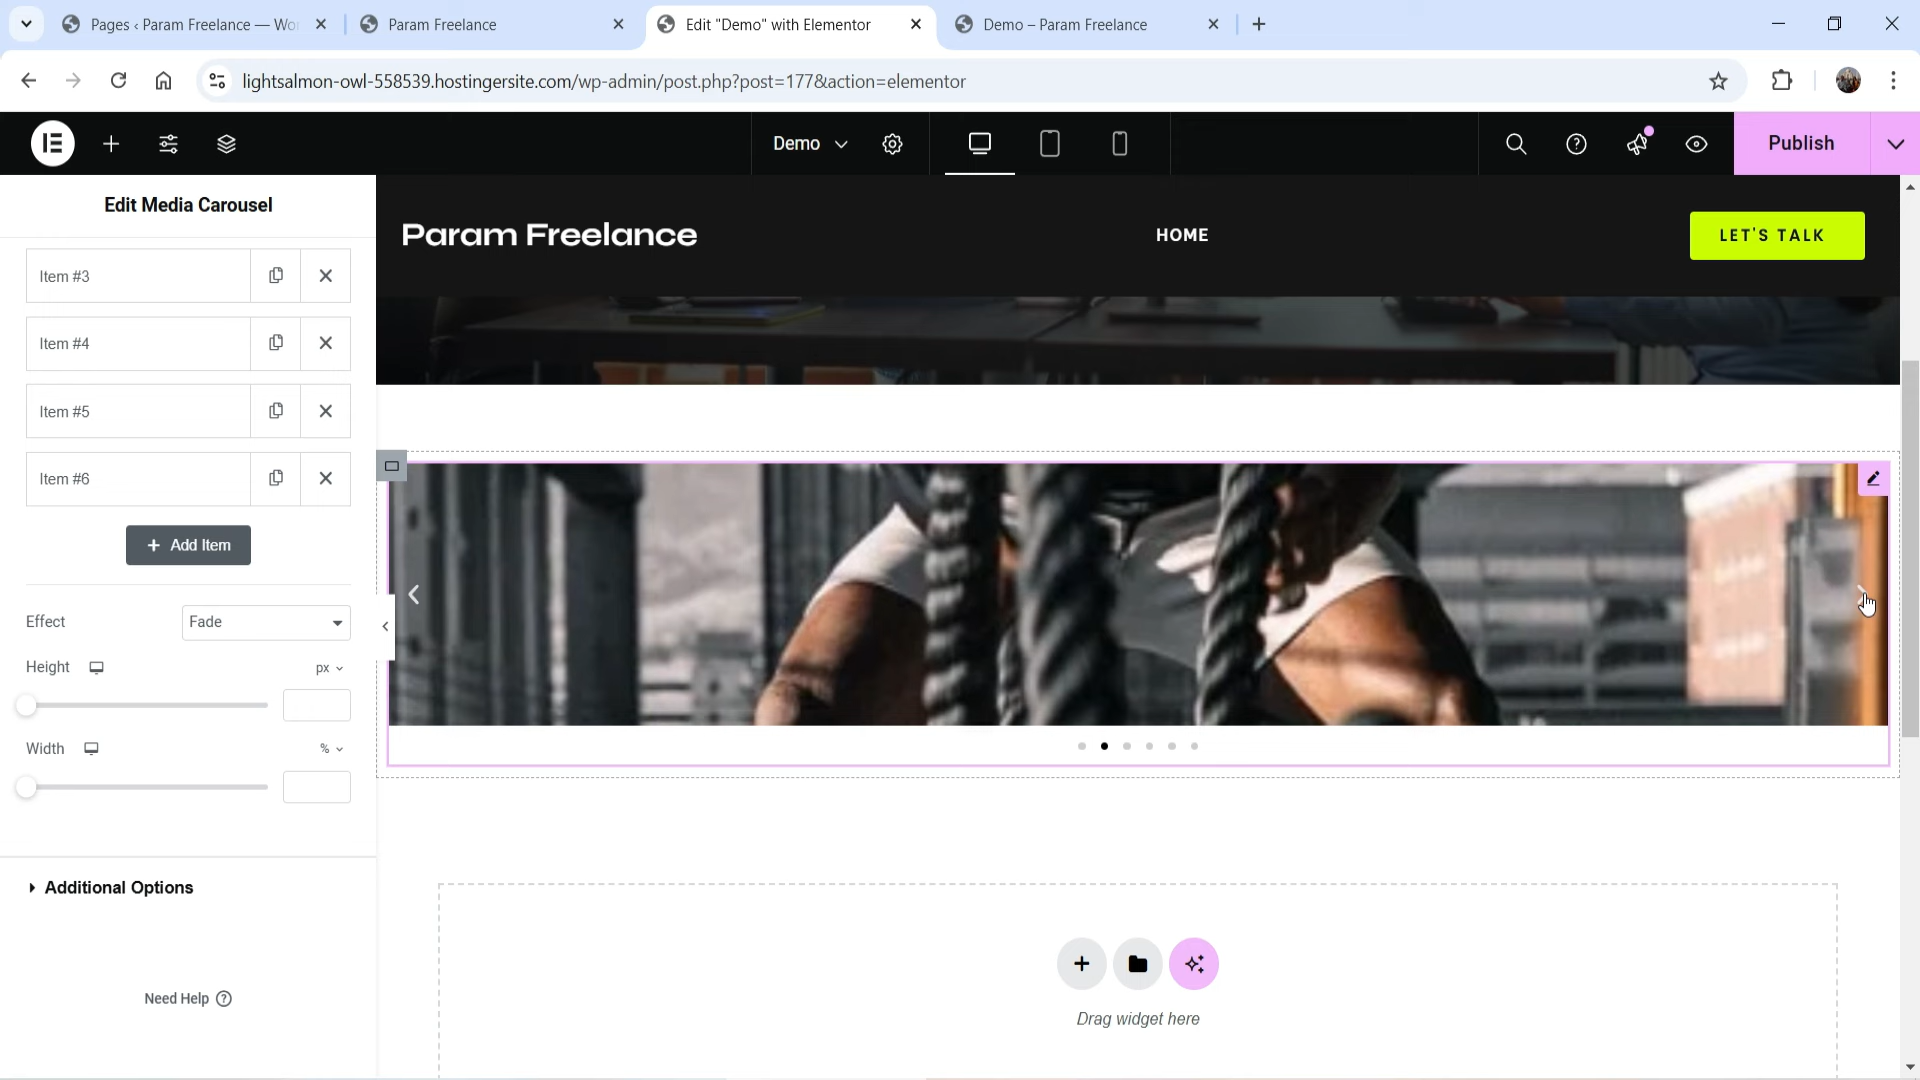 Pages ‹ Param Freelance — Wo
Param Freelance
Edit "Demo" with Elementor
Demo – Param Freelance
lightsalmon-owl-558539.hostingersite.com/wp-admin/post.php?post=177&action=elementor
Demo
Publish
Edit Media Carousel
Param Freelance
HOME
LET'S TALK
Item #3
Item #4
Item #5
Item #6
+ Add Item
Effect
Fade
Height
px
Width
%
Additional Options
Need Help
Drag widget here